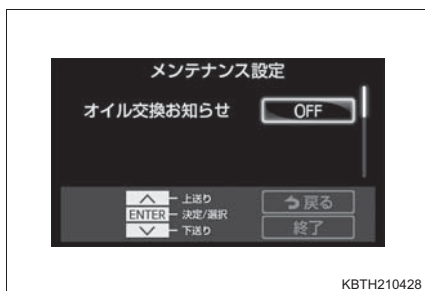 メンテナンス設定
オイル交換お知らせ OFF
上送り
ENTER 決定/選択
下送り
戻る
終了
KBTH210428